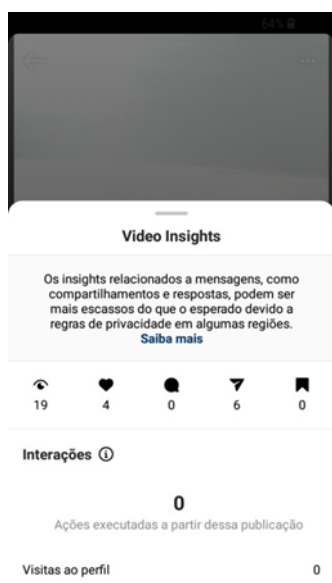 64%
Video Insights
Os insights relacionados a mensagens, como
compartilhamentos e respostas, podem ser
mais escassos do que o esperado devido a
regras de privacidade em algumas regiões.
Saiba mais
19 4 0 6 0
Interações
0
Ações executadas a partir dessa publicação
Visitas ao perfil 0